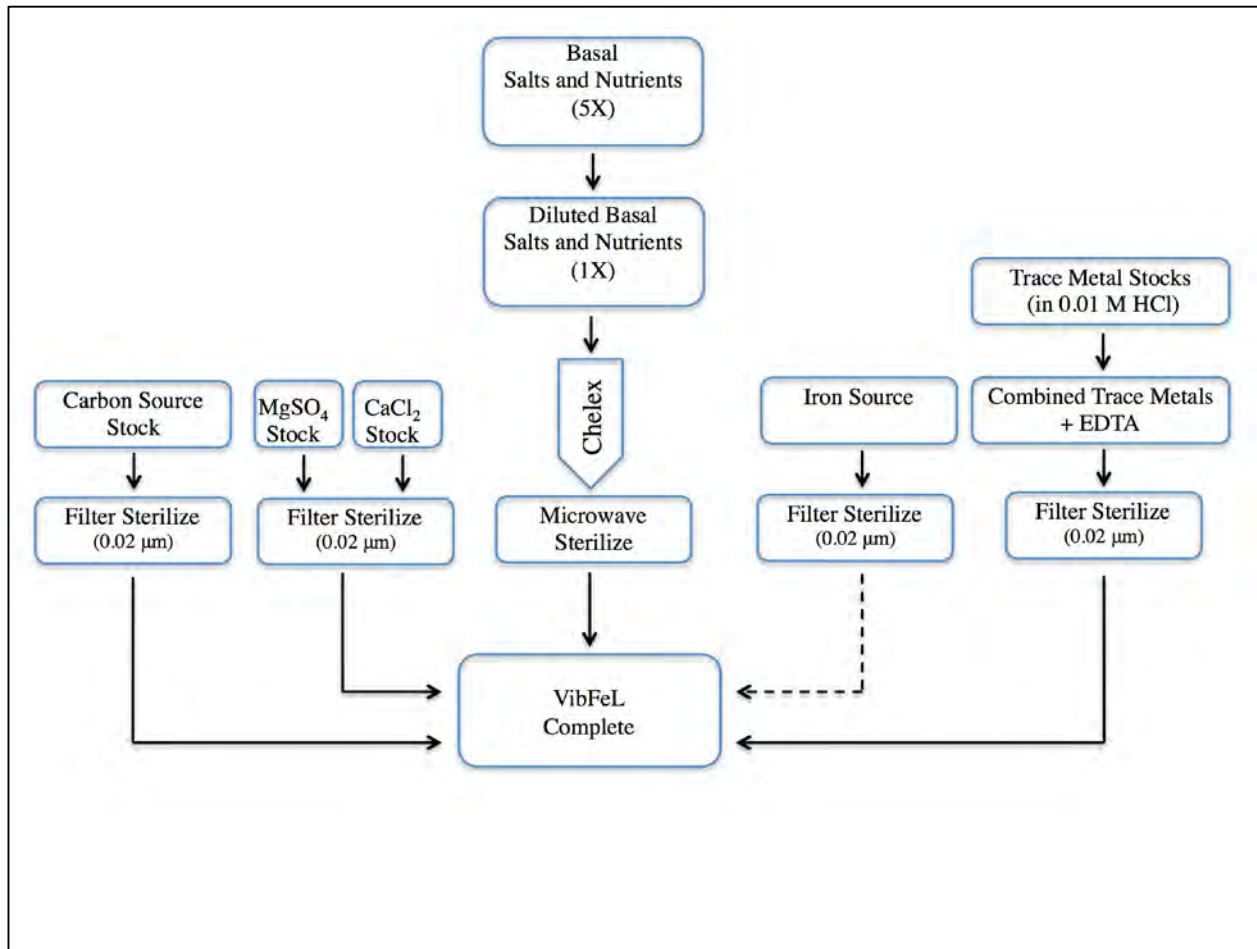 Basal
Salts and Nutrients
(5X)
Diluted Basal
Salts and Nutrients
(1X)
Chelex
Microwave
Sterilize
Carbon Source
Stock
Filter Sterilize
(0.02 µm)
MgSO₄
Stock
CaCl₂
Stock
Filter Sterilize
(0.02 µm)
Iron Source
Filter Sterilize
(0.02 µm)
Trace Metal Stocks
(in 0.01 M HCl)
Combined Trace Metals
+ EDTA
Filter Sterilize
(0.02 µm)
VibFeL
Complete